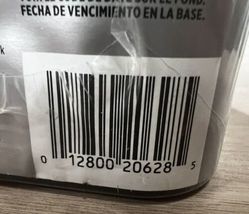 FECHA DE VENCIMIENTO EN LA BASE.
k
0 12800 20628 5